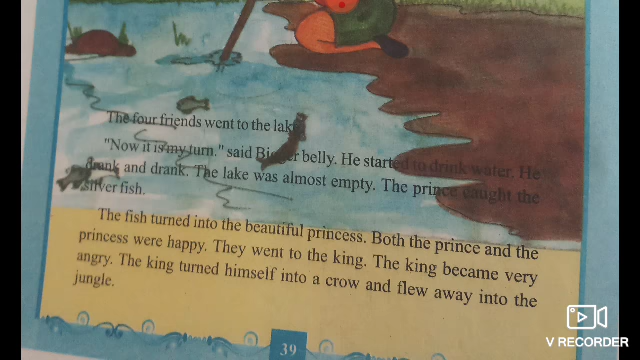 The four friends went to the lake.
"Now it is my turn." said Bigger belly. He started to drink water. He
drank and drank. The lake was almost empty. The prince caught the
silver fish.
The fish turned into the beautiful princess. Both the prince and the
princess were happy. They went to the king. The king became very
angry. The king turned himself into a crow and flew away into the
jungle.
39
V RECORDER